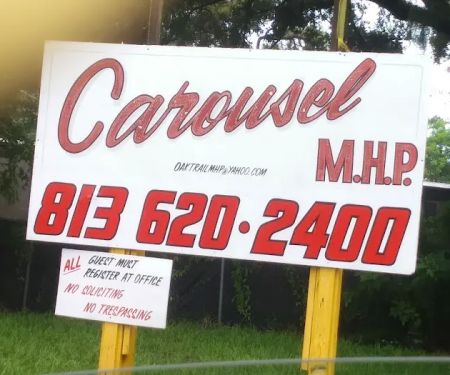 Carousel
M.H.P.
OAKTRAILMHP@YAHOO.COM
813 620·2400
ALL GUEST MUST
REGISTER AT OFFICE
NO SOLICITING
NO TRESPASSING